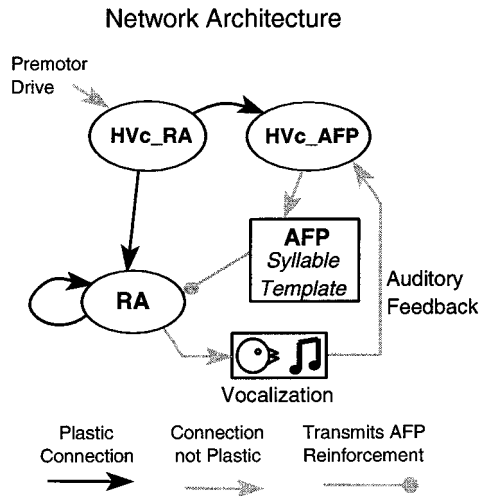 Network Architecture
Premotor
Drive
HVc_RA
HVc_AFP
AFP
Syllable
Template
RA
Auditory
Feedback
Vocalization
Plastic
Connection
Connection
not Plastic
Transmits AFP
Reinforcement